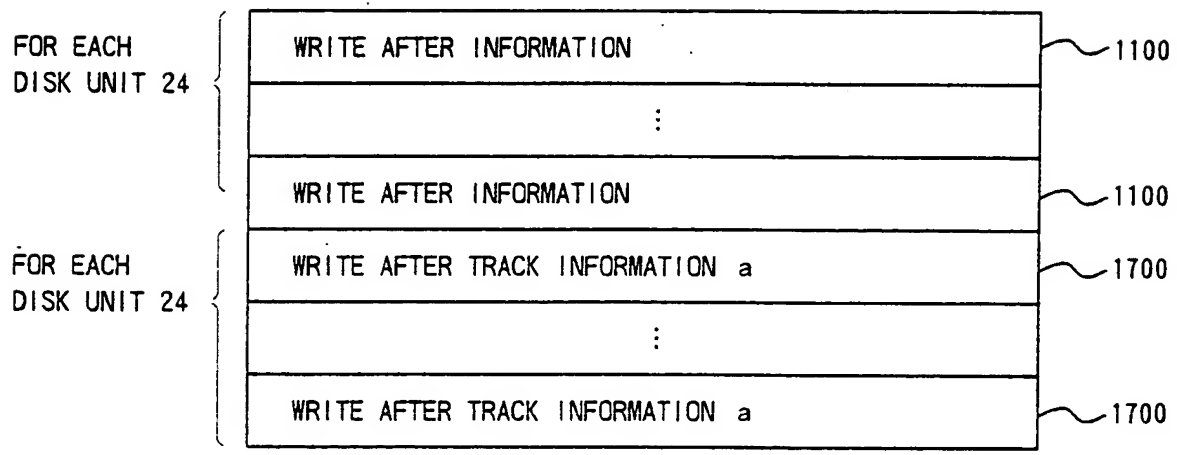 FOR EACH
DISK UNIT 24
WRITE AFTER INFORMATION
1100
⋮
WRITE AFTER INFORMATION
1100
FOR EACH
DISK UNIT 24
WRITE AFTER TRACK INFORMATION a
1700
⋮
WRITE AFTER TRACK INFORMATION a
1700